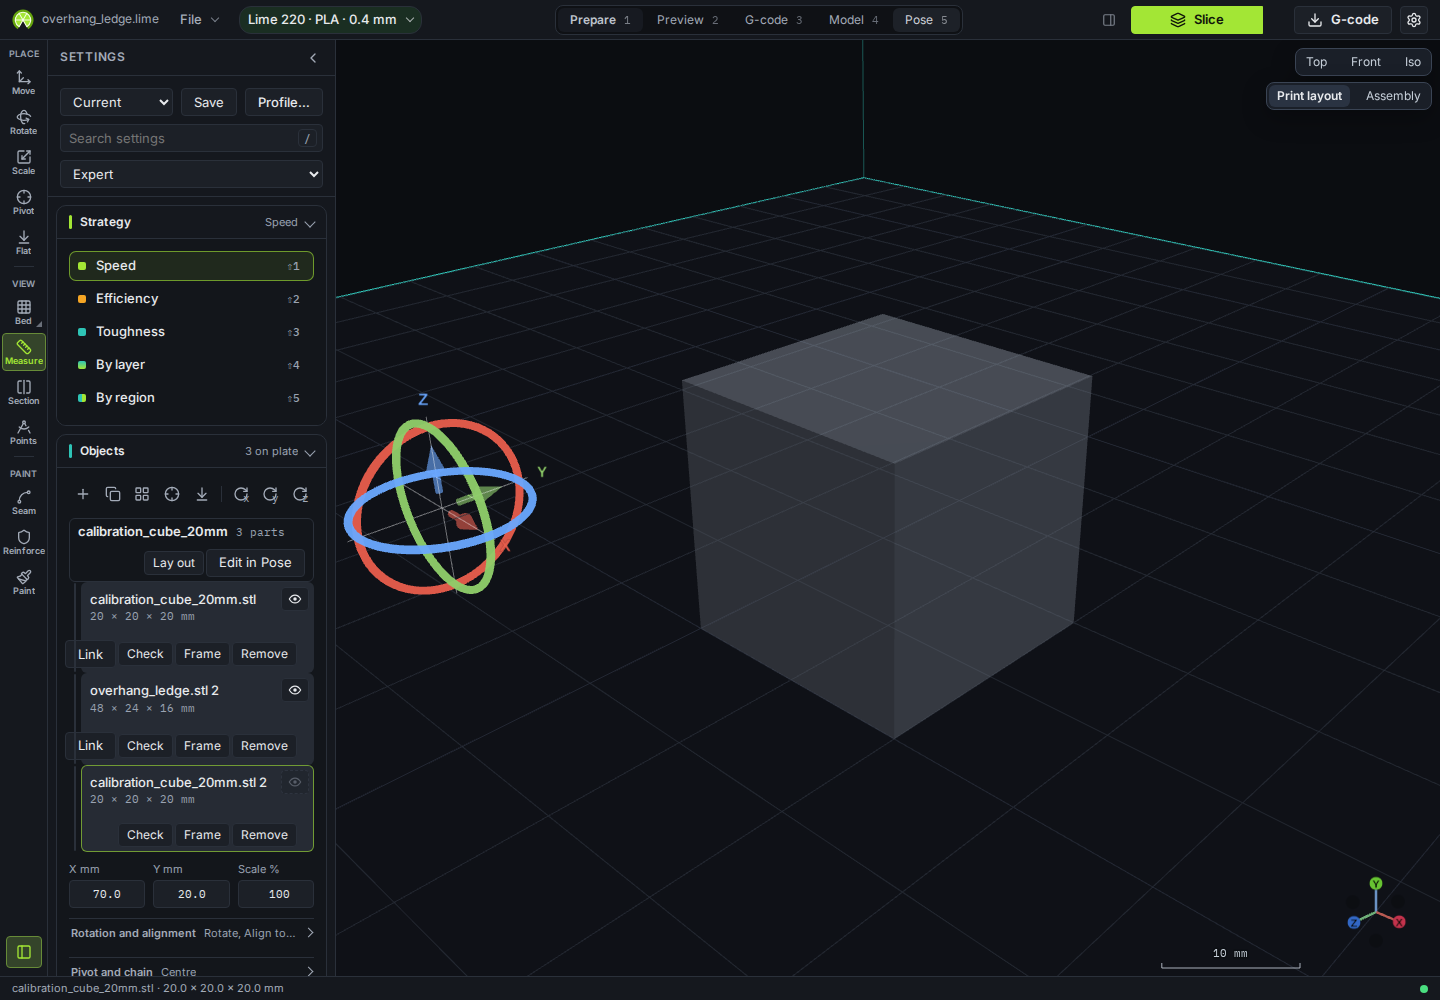 overhang_ledge.lime File Lime 220 · PLA · 0.4 mm Prepare 1 Preview 2 G-code 3 Model 4 Pose 5 Slice G-code
PLACE
Move
Rotate
Scale
Pivot
Flat
VIEW
Bed
Measure
Section
Points
PAINT
Seam
Reinforce
Paint
SETTINGS
Current Save Profile...
Search settings /
Expert
Strategy Speed
Speed ⇧1
Efficiency ⇧2
Toughness ⇧3
By layer ⇧4
By region ⇧5
Objects 3 on plate
x y z
calibration_cube_20mm 3 parts
Lay out Edit in Pose
calibration_cube_20mm.stl
20 × 20 × 20 mm
Link Check Frame Remove
overhang_ledge.stl 2
48 × 24 × 16 mm
Link Check Frame Remove
calibration_cube_20mm.stl 2
20 × 20 × 20 mm
Check Frame Remove
X mm Y mm Scale %
70.0 20.0 100
Rotation and alignment Rotate, Align to...
Pivot and chain Centre
Top Front Iso
Print layout Assembly
Z
Y
X
Y
Z X
10 mm
calibration_cube_20mm.stl · 20.0 × 20.0 × 20.0 mm